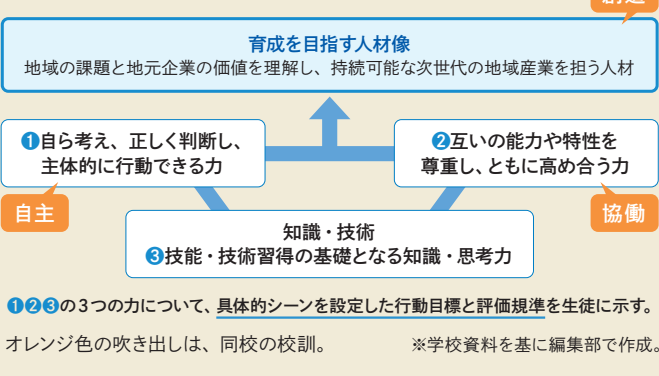 育成を目指す人材像
地域の課題と地元企業の価値を理解し、持続可能な次世代の地域産業を担う人材
❶自ら考え、正しく判断し、
主体的に行動できる力
自主
❷互いの能力や特性を
尊重し、ともに高め合う力
協働
知識・技術
❸技能・技術習得の基礎となる知識・思考力
❶❷❸の3つの力について、具体的シーンを設定した行動目標と評価規準を生徒に示す。
オレンジ色の吹き出しは、同校の校訓。
※学校資料を基に編集部で作成。